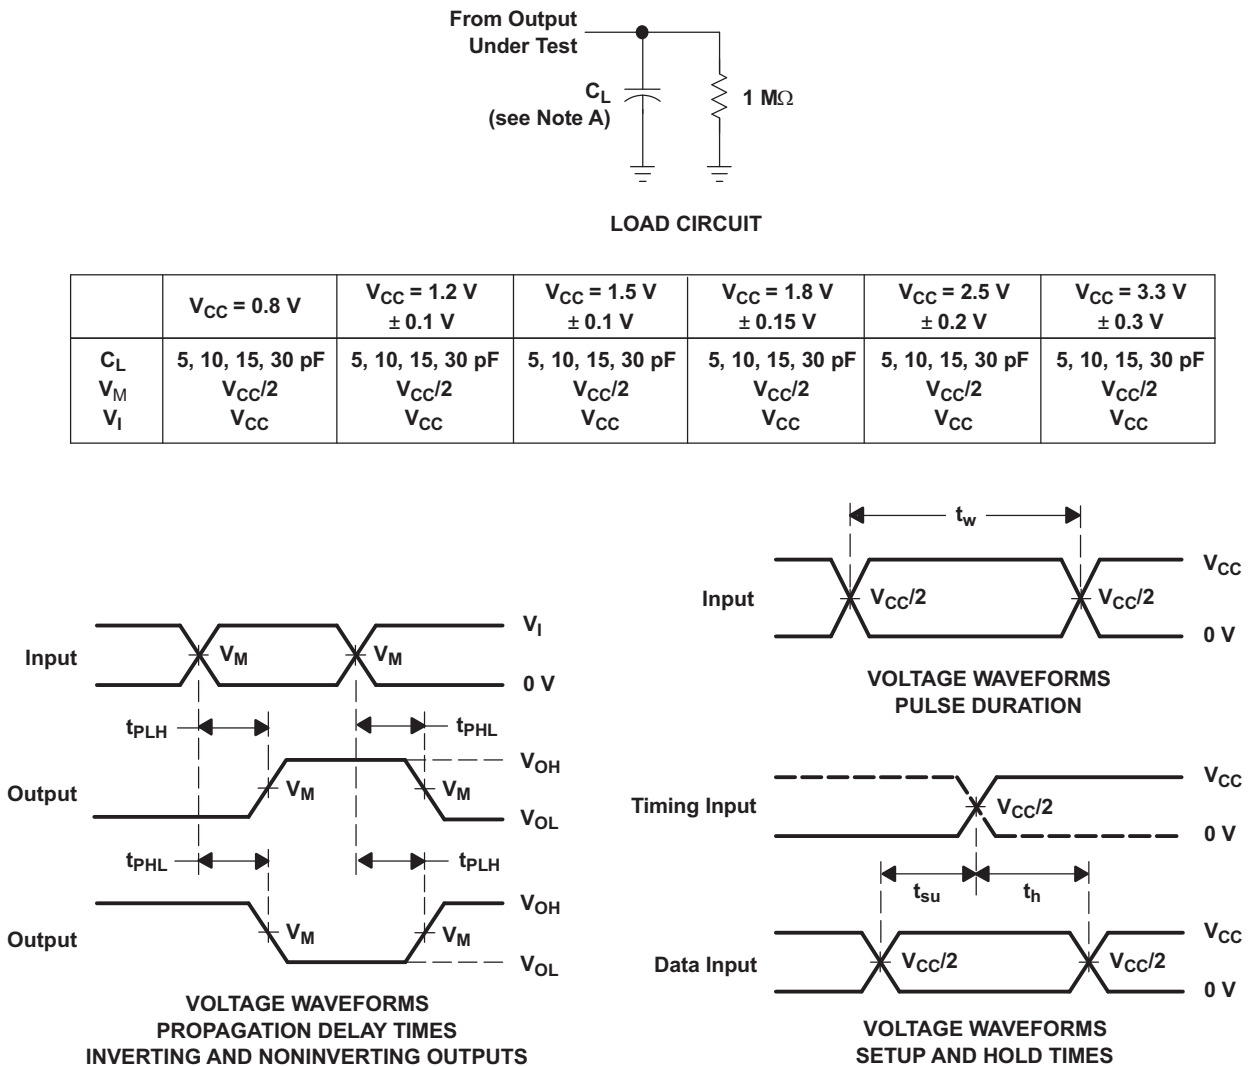 From Output
Under Test
C_L
(see Note A)
1 MΩ
LOAD CIRCUIT
V_CC = 0.8 V
V_CC = 1.2 V
± 0.1 V
V_CC = 1.5 V
± 0.1 V
V_CC = 1.8 V
± 0.15 V
V_CC = 2.5 V
± 0.2 V
V_CC = 3.3 V
± 0.3 V
C_L 5, 10, 15, 30 pF 5, 10, 15, 30 pF 5, 10, 15, 30 pF 5, 10, 15, 30 pF 5, 10, 15, 30 pF 5, 10, 15, 30 pF
V_M V_CC/2 V_CC/2 V_CC/2 V_CC/2 V_CC/2 V_CC/2
V_I V_CC V_CC V_CC V_CC V_CC V_CC
Input
V_M
V_M
V_I
0 V
t_PLH
t_PHL
Output
V_M
V_M
V_OH
V_OL
t_PHL
t_PLH
Output
V_M
V_M
V_OH
V_OL
VOLTAGE WAVEFORMS
PROPAGATION DELAY TIMES
INVERTING AND NONINVERTING OUTPUTS
t_w
Input
V_CC/2
V_CC/2
V_CC
0 V
VOLTAGE WAVEFORMS
PULSE DURATION
Timing Input
V_CC/2
V_CC
0 V
t_su
t_h
Data Input
V_CC/2
V_CC/2
V_CC
0 V
VOLTAGE WAVEFORMS
SETUP AND HOLD TIMES